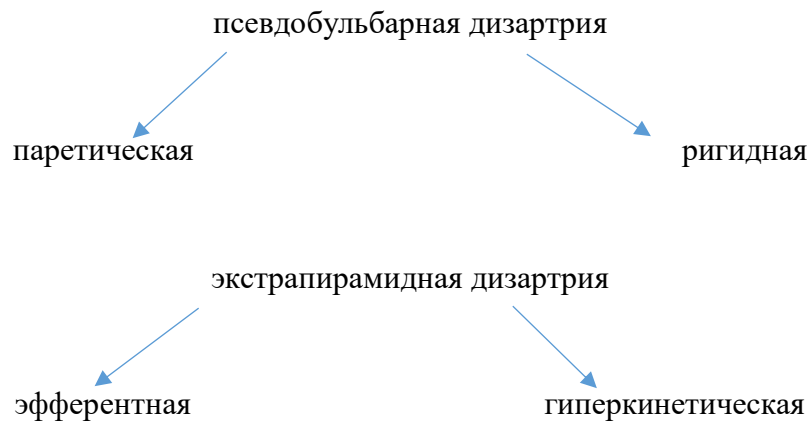 псевдобульбарная дизартрия
паретическая ригидная
экстрапирамидная дизартрия
эфферентная гиперкинетическая